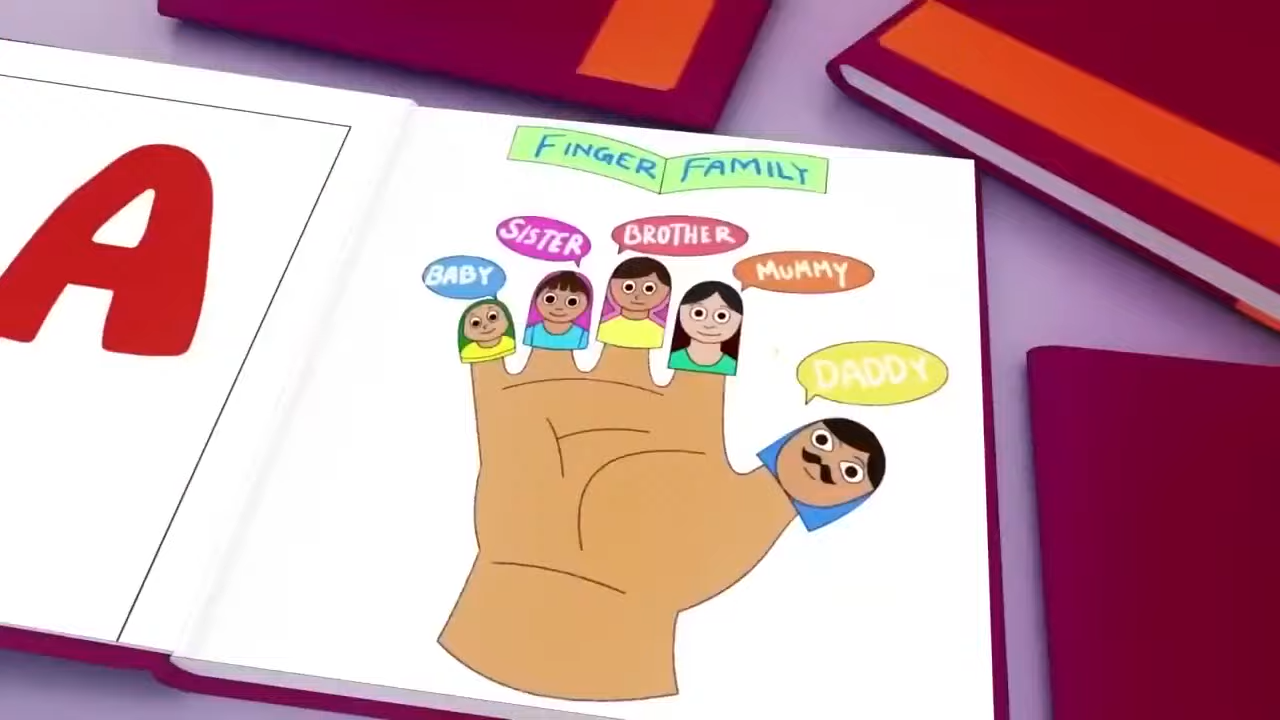 A
FINGER FAMILY
SISTER
BROTHER
BABY
MUMMY
DADDY